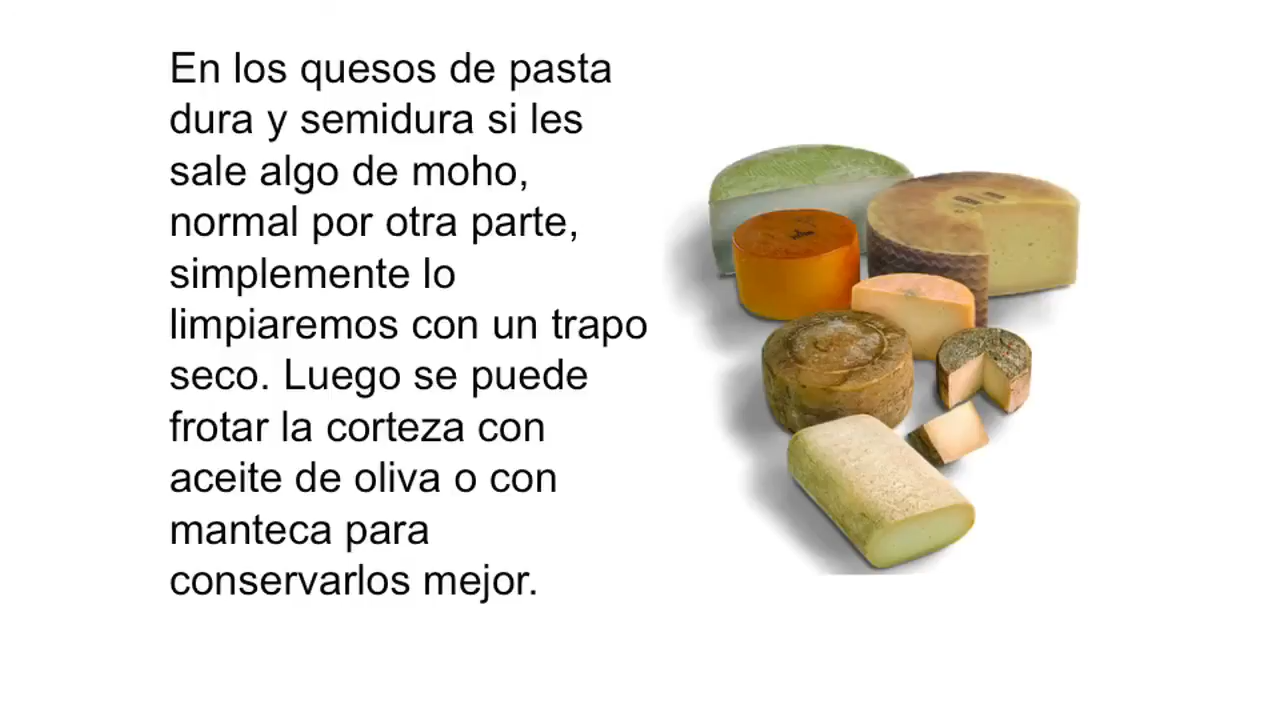 En los quesos de pasta
dura y semidura si les
sale algo de moho,
normal por otra parte,
simplemente lo
limpiaremos con un trapo
seco. Luego se puede
frotar la corteza con
aceite de oliva o con
manteca para
conservarlos mejor.